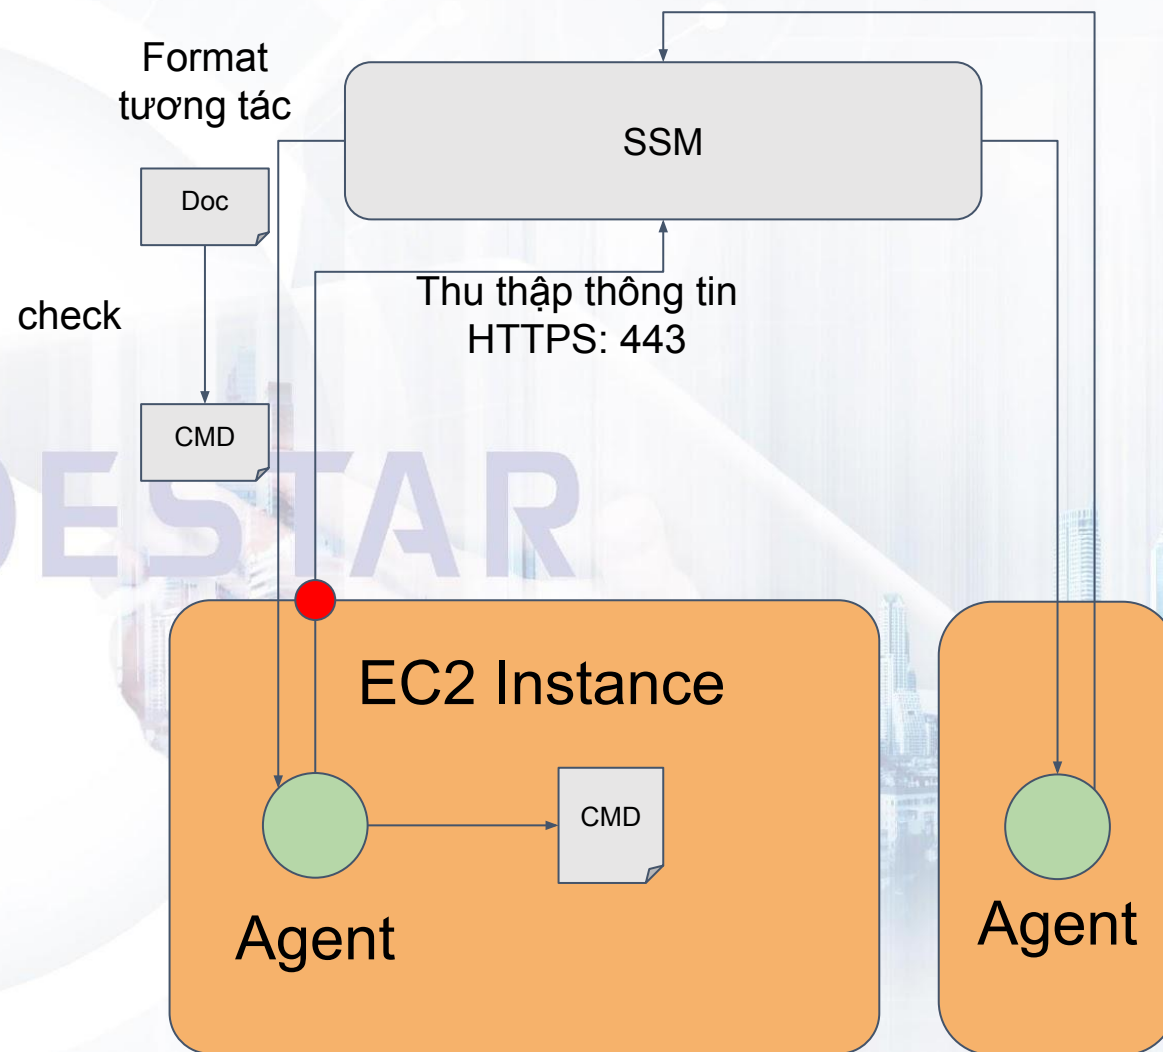 Format
tương tác
SSM
Doc
Thu thập thông tin
HTTPS: 443
check
CMD
DESTAR
EC2 Instance
CMD
Agent
Agent